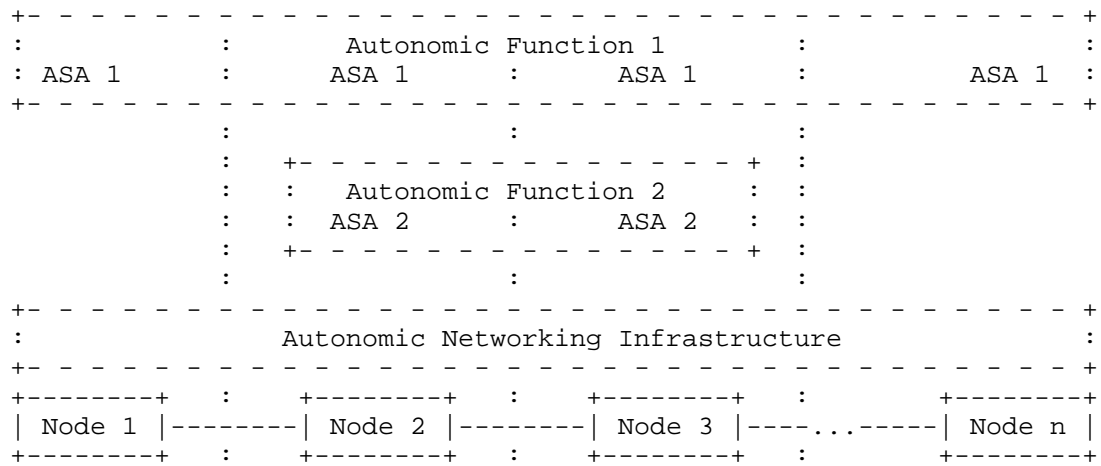 +- - - - - - - - - - - - - - - - - - - - - - - - - - - - - - - - - +
:            :       Autonomic Function 1        :                 :
: ASA 1      :      ASA 1      :      ASA 1      :          ASA 1  :
+- - - - - - - - - - - - - - - - - - - - - - - - - - - - - - - - - +
             :                 :                 :
             :   +- - - - - - - - - - - - - - +  :
             :   :   Autonomic Function 2     :  :
             :   :  ASA 2      :      ASA 2   :  :
             :   +- - - - - - - - - - - - - - +  :
             :                 :                 :
+- - - - - - - - - - - - - - - - - - - - - - - - - - - - - - - - - +
:                Autonomic Networking Infrastructure               :
+- - - - - - - - - - - - - - - - - - - - - - - - - - - - - - - - - +
+--------+   :    +--------+   :    +--------+   :        +--------+
| Node 1 |--------| Node 2 |--------| Node 3 |----...-----| Node n |
+--------+   :    +--------+   :    +--------+   :        +--------+